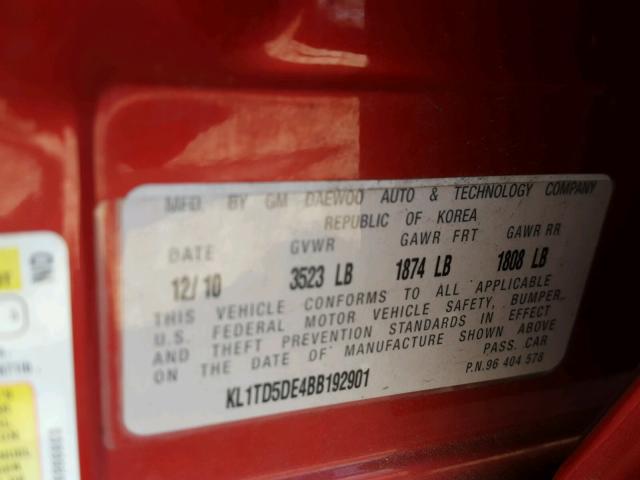 MFD. BY GM DAEWOO AUTO & TECHNOLOGY COMPANY
REPUBLIC OF KOREA
DATE GVWR GAWR FRT GAWR RR
12/10 3523 LB 1874 LB 1808 LB
THIS VEHICLE CONFORMS TO ALL APPLICABLE
U.S. FEDERAL MOTOR VEHICLE SAFETY, BUMPER,
AND THEFT PREVENTION STANDARDS IN EFFECT
ON THE DATE OF MANUFACTURE SHOWN ABOVE
PASS. CAR
KL1TD5DE4BB192901
P.N.96 404 578